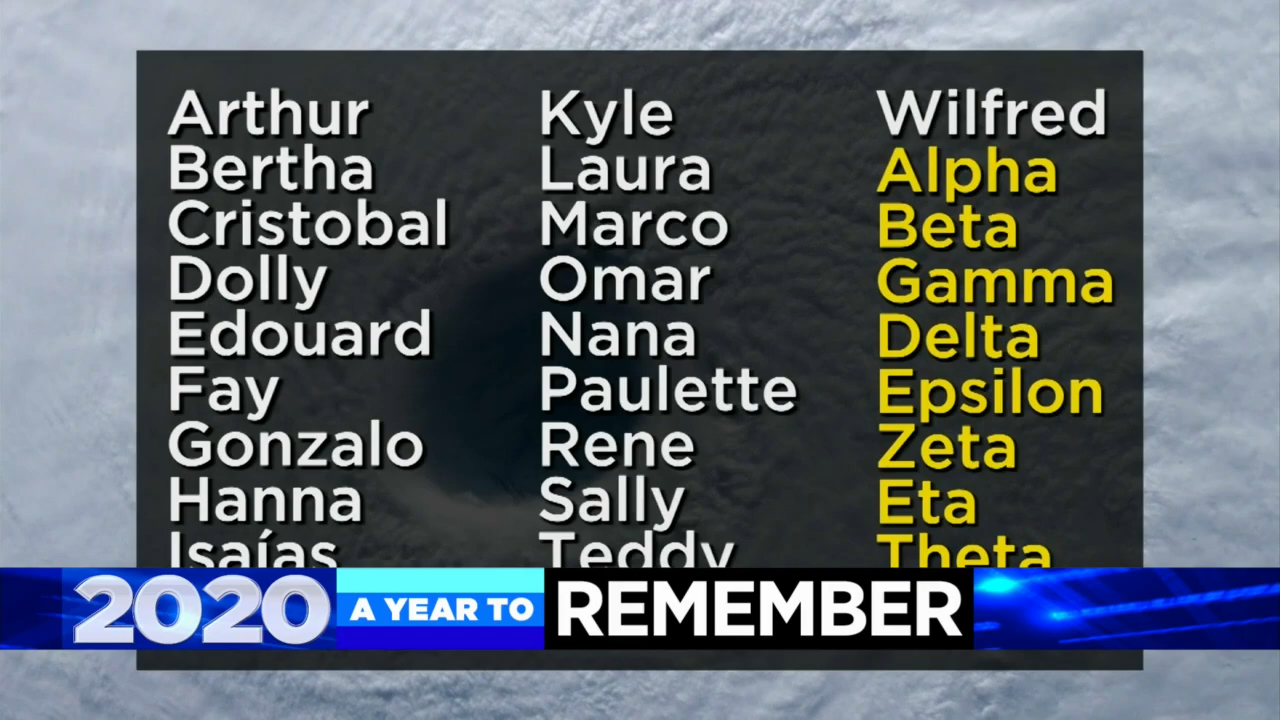 Arthur
Bertha
Cristobal
Dolly
Edouard
Fay
Gonzalo
Hanna
Isaías
Kyle
Laura
Marco
Omar
Nana
Paulette
Rene
Sally
Teddy
Wilfred
Alpha
Beta
Gamma
Delta
Epsilon
Zeta
Eta
Theta
2020 A YEAR TO REMEMBER